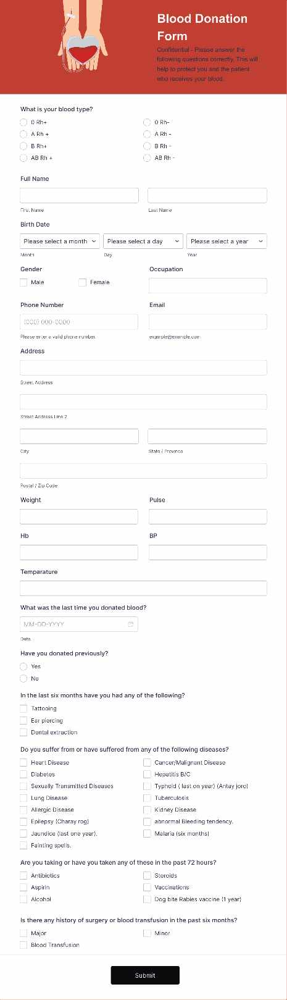 Blood Donation
Form
Confidential - Please answer the
following questions correctly. This will
help to protect you and the patient
who receives your blood.
What is your blood type?
0 Rh+
0 Rh-
A Rh +
A Rh -
B Rh+
B Rh -
AB Rh +
AB Rh -
Full Name
First Name
Last Name
Birth Date
Please select a month
Please select a day
Please select a year
Month
Day
Year
Gender
Occupation
Male
Female
Phone Number
Email
(000) 000-0000
Please enter a valid phone number.
example@example.com
Address
Street Address
Street Address Line 2
City
State / Province
Postal / Zip Code
Weight
Pulse
Hb
BP
Temparature
What was the last time you donated blood?
MM-DD-YYYY
Date
Have you donated previously?
Yes
No
In the last six months have you had any of the following?
Tattooing
Ear piercing
Dental extraction
Do you suffer from or have suffered from any of the following diseases?
Heart Disease
Cancer/Malignant Disease
Diabetes
Hepatitis B/C
Sexually Transmitted Diseases
Typhoid ( last on year) (Antay joro)
Lung Disease
Tuberculosis
Allergic Disease
Kidney Disease
Epilepsy (Charay rog)
abnormal Bleeding tendency.
Jaundice (last one year).
Malaria (six months)
Fainting spells.
Are you taking or have you taken any of these in the past 72 hours?
Antibiotics
Steroids
Aspirin
Vaccinations
Alcohol
Dog bite Rabies vaccine (1 year)
Is there any history of surgery or blood transfusion in the past six months?
Major
Minor
Blood Transfusion
Submit